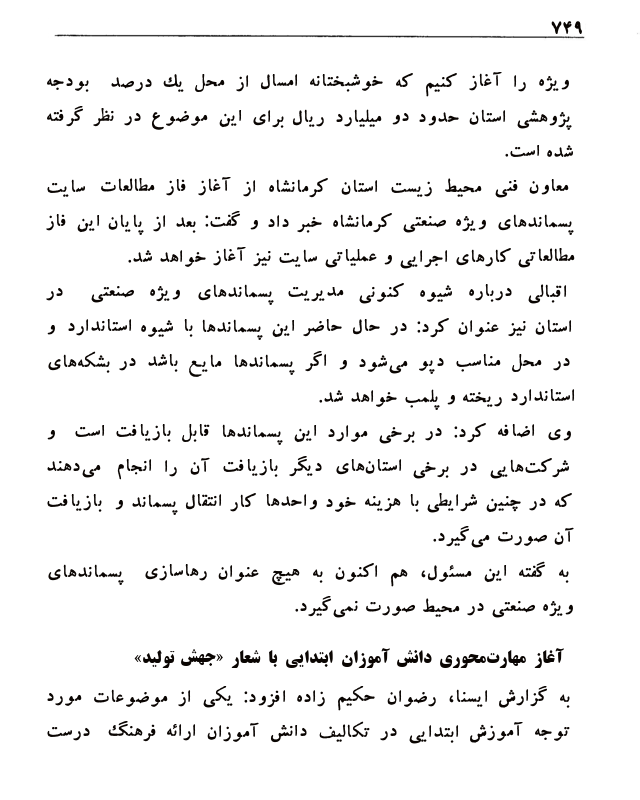 ۷۴۹
ویژه را آغاز کنیم که خوشبختانه امسال از محل یك درصد بودجه
پژوهشی استان حدود دو میلیارد ریال برای این موضوع در نظر گرفته
شده است.
معاون فنی محیط زیست استان کرمانشاه از آغاز فاز مطالعات سایت
پسماندهای ویژه صنعتی کرمانشاه خبر داد و گفت: بعد از پایان این فاز
مطالعاتی کارهای اجرایی و عملیاتی سایت نیز آغاز خواهد شد.
اقبالی درباره شیوه کنونی مدیریت پسماندهای ویژه صنعتی در
استان نیز عنوان کرد: در حال حاضر این پسماندها با شیوه استاندارد و
در محل مناسب دپو می‌شود و اگر پسماندها مایع باشد در بشکه‌های
استاندارد ریخته و پلمب خواهد شد.
وی اضافه کرد: در برخی موارد این پسماندها قابل بازیافت است و
شرکت‌هایی در برخی استان‌های دیگر بازیافت آن را انجام می‌دهند
که در چنین شرایطی با هزینه خود واحدها کار انتقال پسماند و بازیافت
آن صورت می‌گیرد.
به گفته این مسئول، هم اکنون به هیچ عنوان رهاسازی پسماندهای
ویژه صنعتی در محیط صورت نمی‌گیرد.
آغاز مهارت‌محوری دانش آموزان ابتدایی با شعار «جهش تولید»
به گزارش ایسنا، رضوان حکیم زاده افزود: یکی از موضوعات مورد
توجه آموزش ابتدایی در تکالیف دانش آموزان ارائه فرهنگ درست